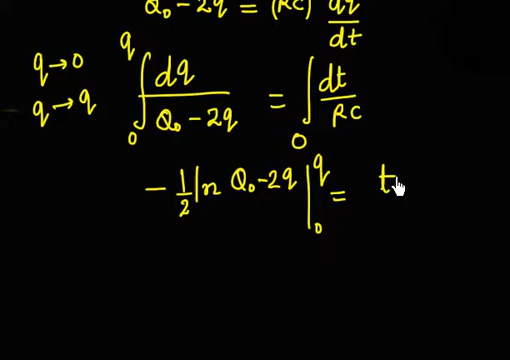 Q₀ - 2q = (RC) dq/dt
q→0
q→q
∫₀^q dq/(Q₀ - 2q) = ∫₀ dt/RC
- 1/2 ln Q₀ - 2q |₀^q = t